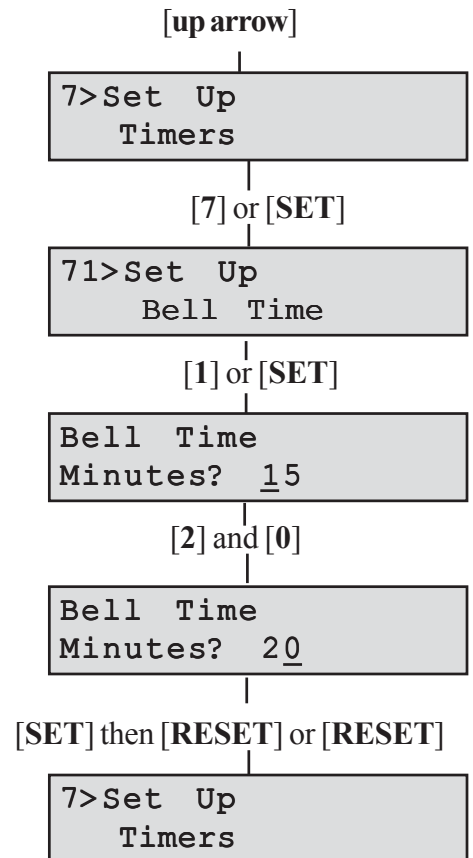 [up arrow]
7>Set Up
Timers
[7] or [SET]
71>Set Up
Bell Time
[1] or [SET]
Bell Time
Minutes? 15
[2] and [0]
Bell Time
Minutes? 20
[SET] then [RESET] or [RESET]
7>Set Up
Timers